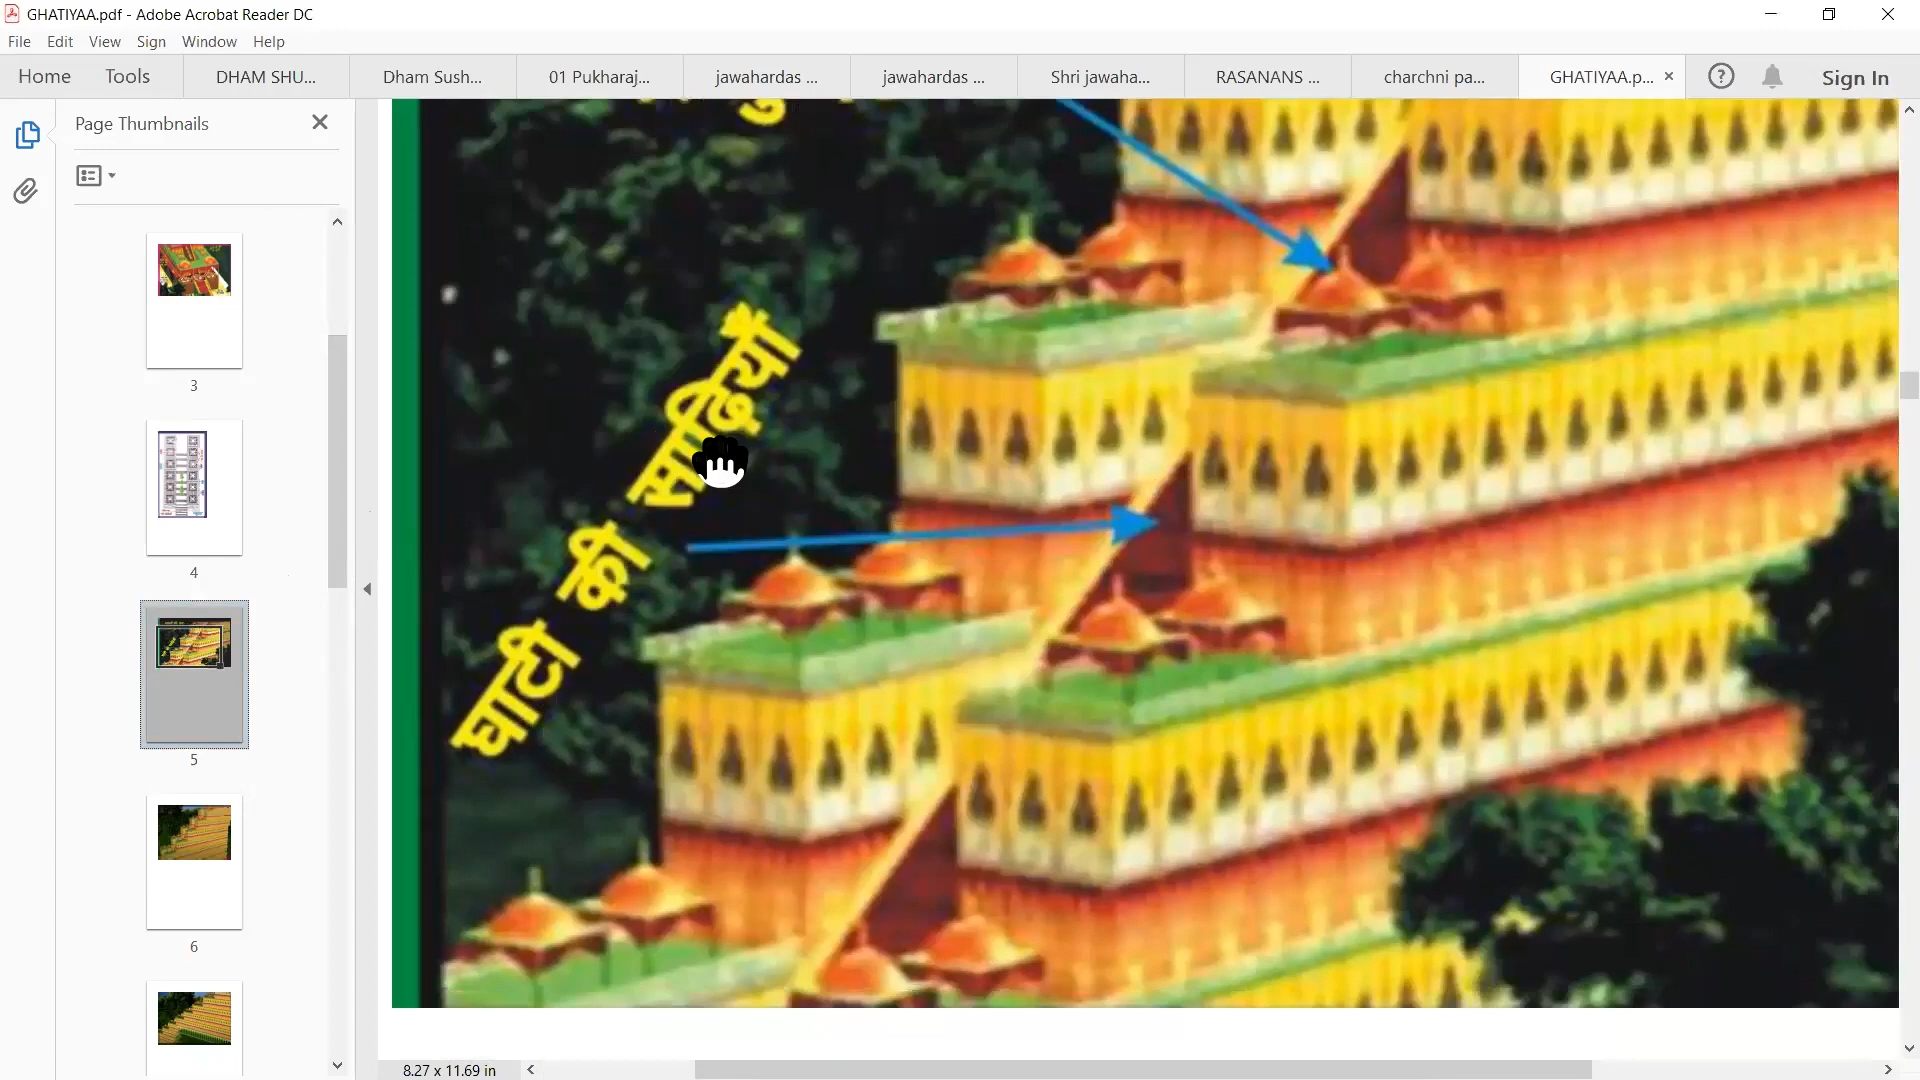 GHATIYAA.pdf - Adobe Acrobat Reader DC
File Edit View Sign Window Help
Home Tools DHAM SHU... Dham Sush... 01 Pukharaj... jawahardas ... jawahardas ... Shri jawaha... RASANANS ... charchni pa... GHATIYAA.p... Sign In
Page Thumbnails
3
4
5
6
घाटी की साढ़ियाँ
8.27 x 11.69 in